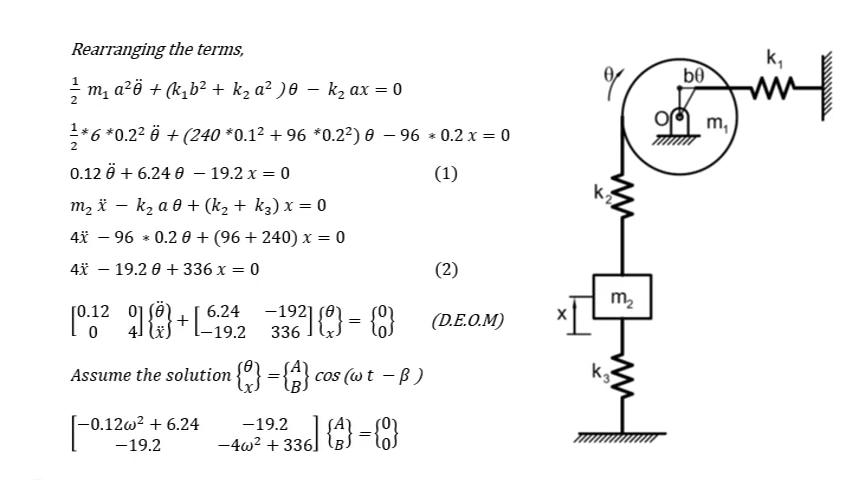 Rearranging the terms,
½ m₁ a²θ̈ + (k₁b² + k₂ a² )θ − k₂ ax = 0
½*6 *0.2² θ̈ + (240 *0.1² + 96 *0.2²) θ − 96 * 0.2 x = 0
0.12 θ̈ + 6.24 θ − 19.2 x = 0 (1)
m₂ ẍ − k₂ a θ + (k₂ + k₃) x = 0
4ẍ − 96 * 0.2 θ + (96 + 240) x = 0
4ẍ − 19.2 θ + 336 x = 0 (2)
[0.12 0; 0 4]{θ̈; ẍ} + [6.24 −192; −19.2 336]{θ; x} = {0; 0} (D.E.O.M)
Assume the solution {θ; x} = {A; B} cos (ω t − β )
[−0.12ω² + 6.24 −19.2; −19.2 −4ω² + 336] {A; B} = {0; 0}
k₁
θ
bθ
O
m₁
k₂
m₂
x
k₃